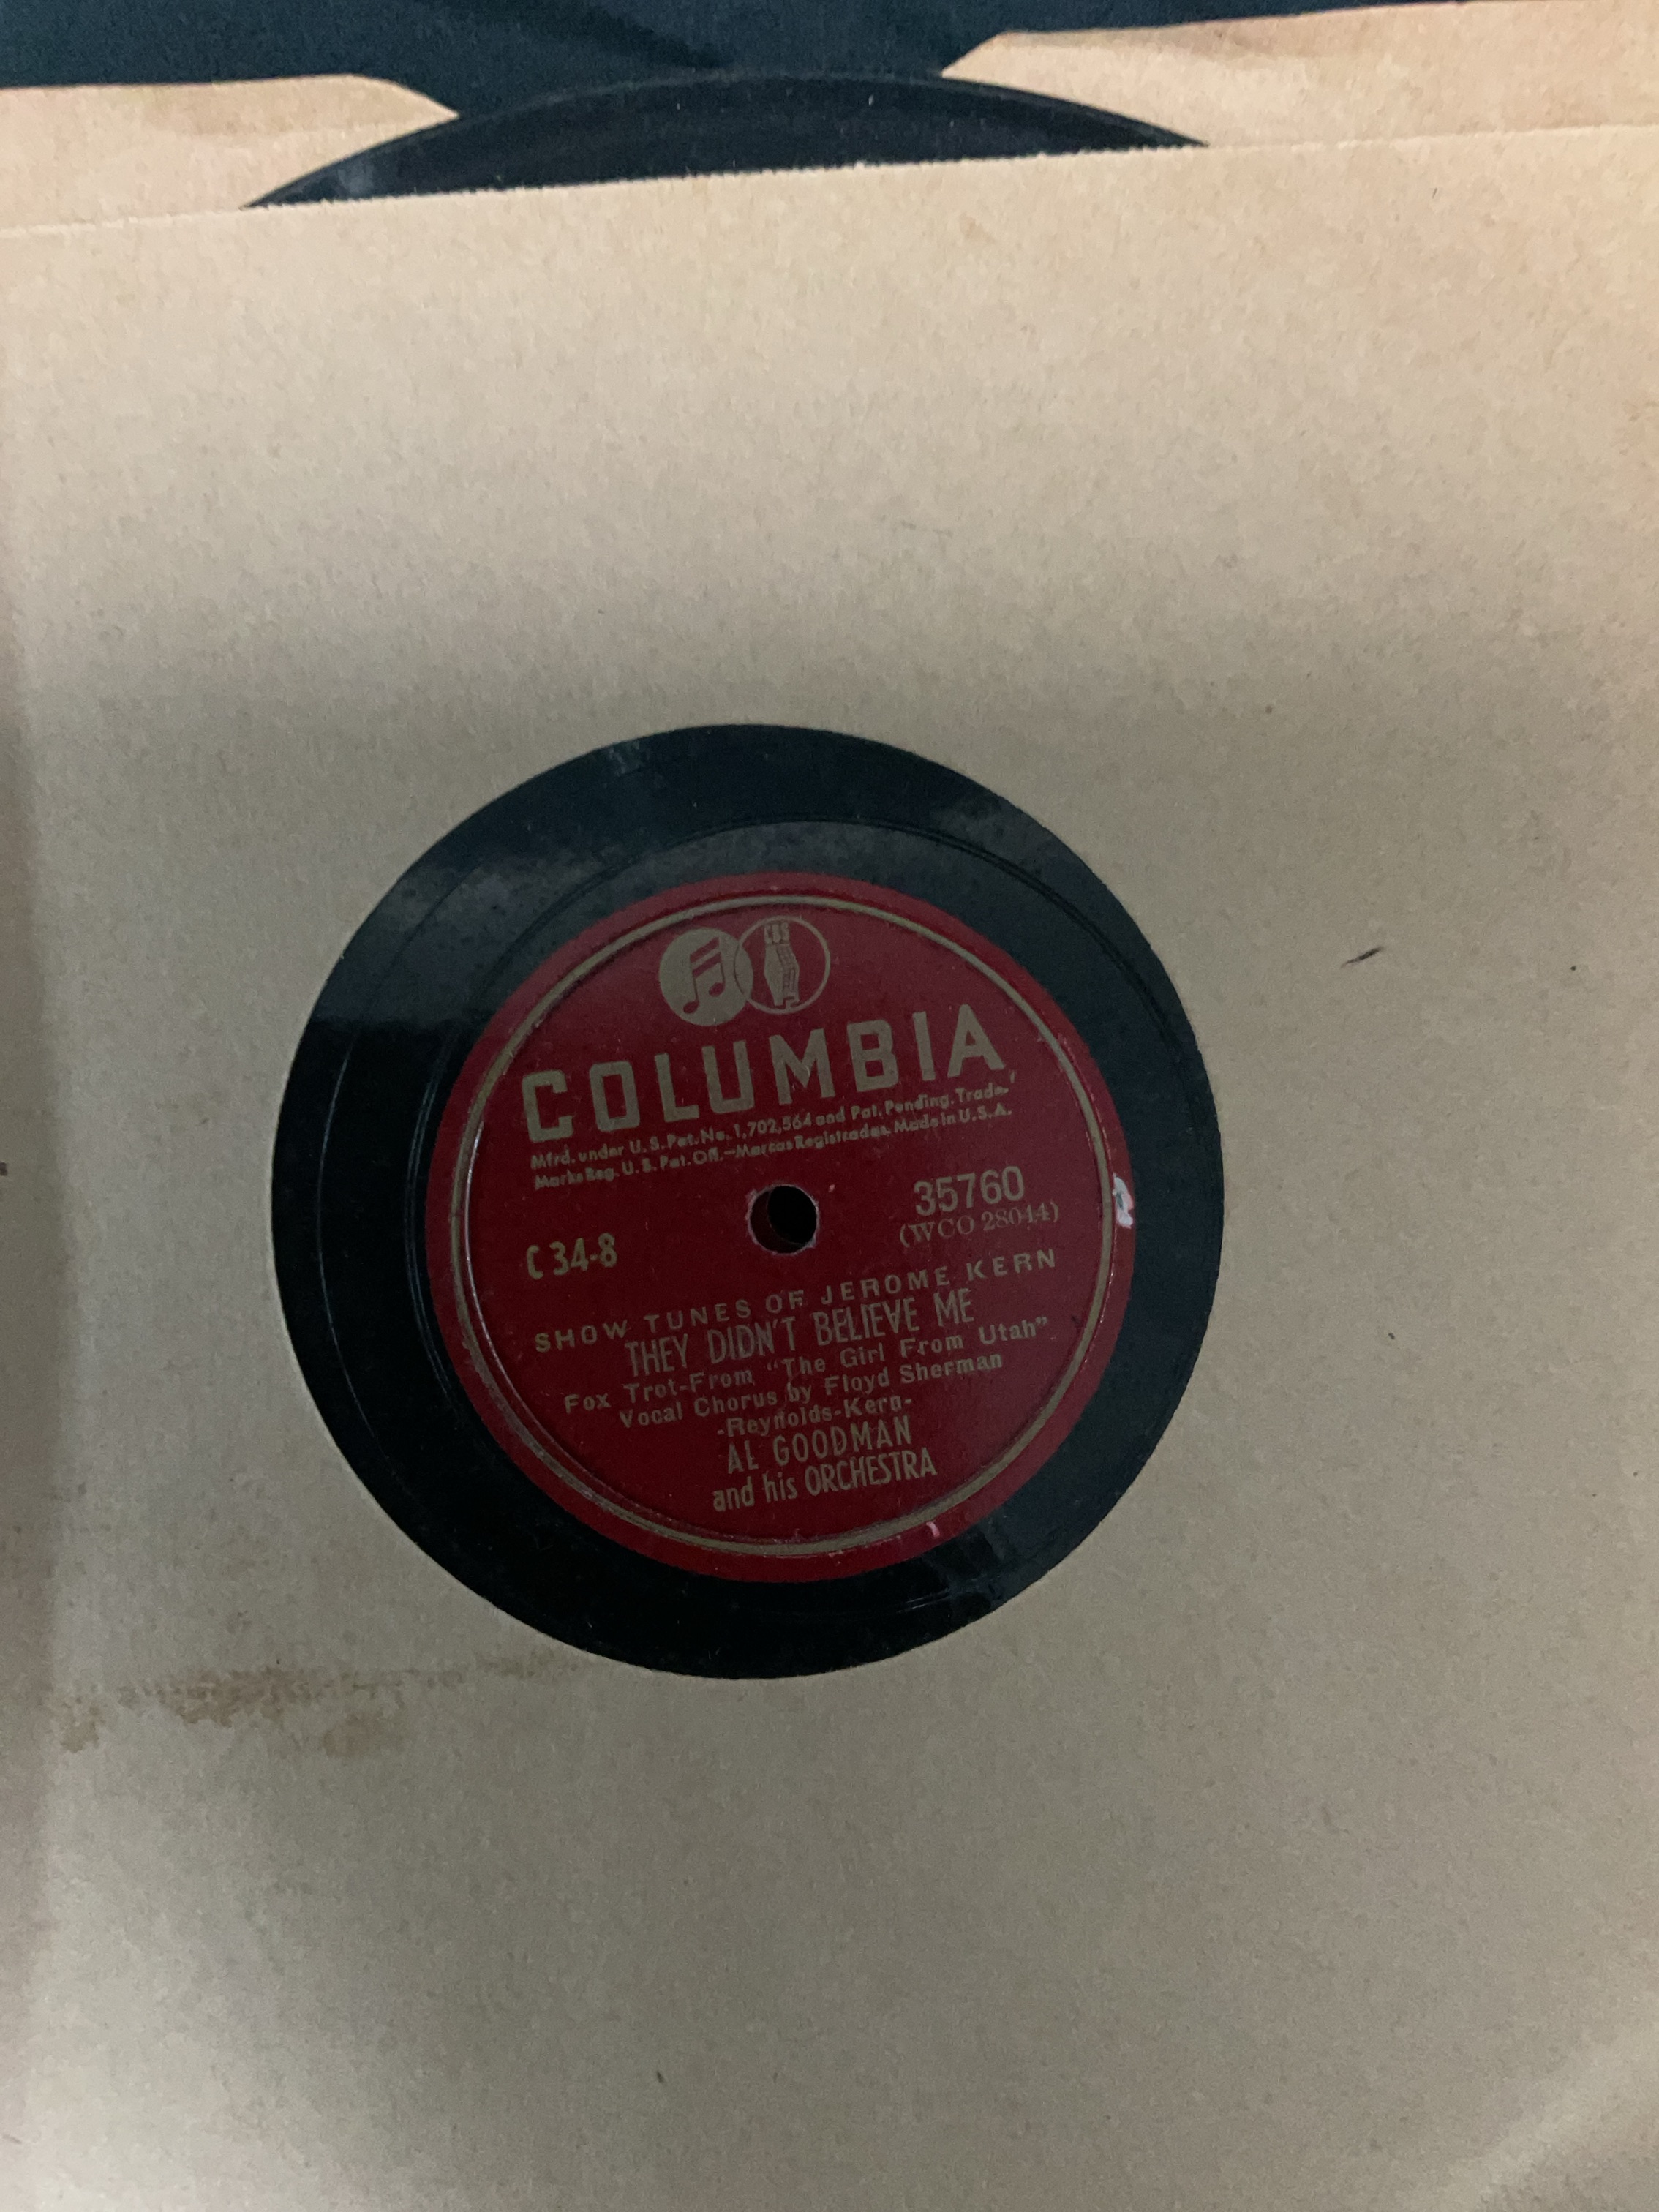 CBS
COLUMBIA
Mfrd. under U. S. Pat. No. 1,702,564 and Pat. Pending. Trade
Marks Reg. U. S. Pat. Off.—Marcas Registradas. Made in U.S.A.
35760
(WCO 28044)
C 34-8
SHOW TUNES OF JEROME KERN
THEY DIDN'T BELIEVE ME
Fox Trot-From "The Girl From Utah"
Vocal Chorus by Floyd Sherman
-Reynolds-Kern-
AL GOODMAN
and his ORCHESTRA